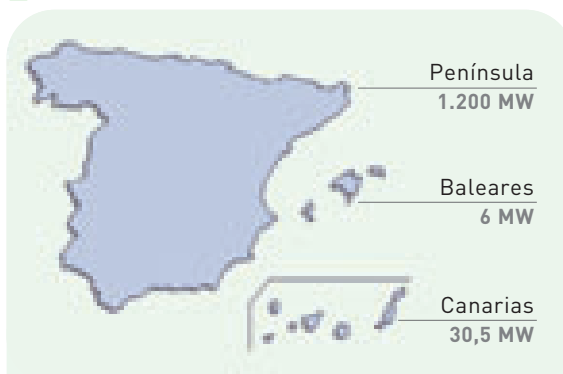 Península
1.200 MW
Baleares
6 MW
Canarias
30,5 MW